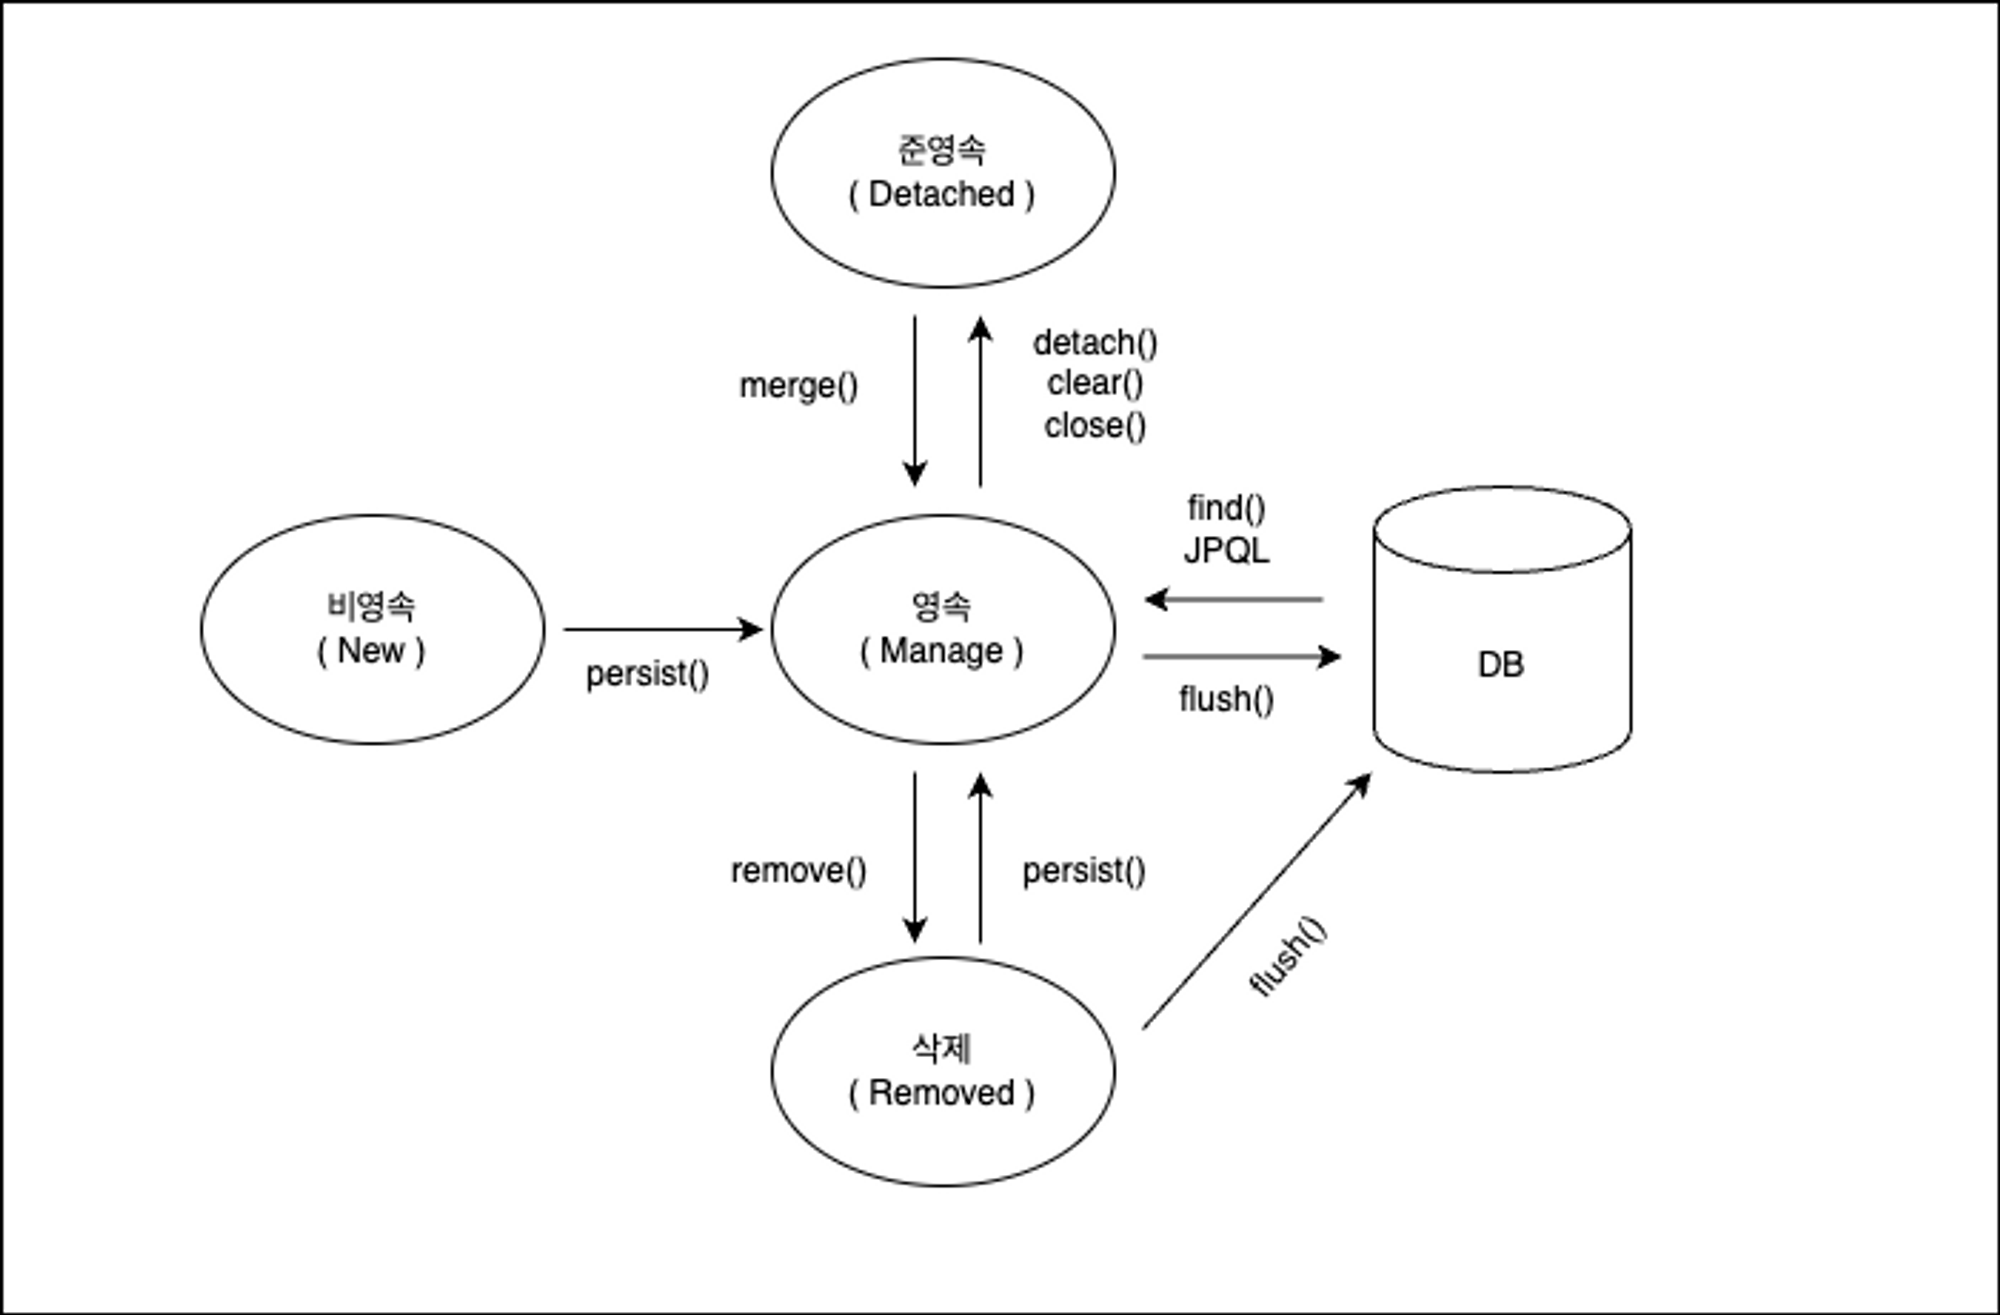 준영속
( Detached )
merge()
detach()
clear()
close()
find()
JPQL
비영속
( New )
persist()
영속
( Manage )
flush()
DB
remove()
persist()
flush()
삭제
( Removed )